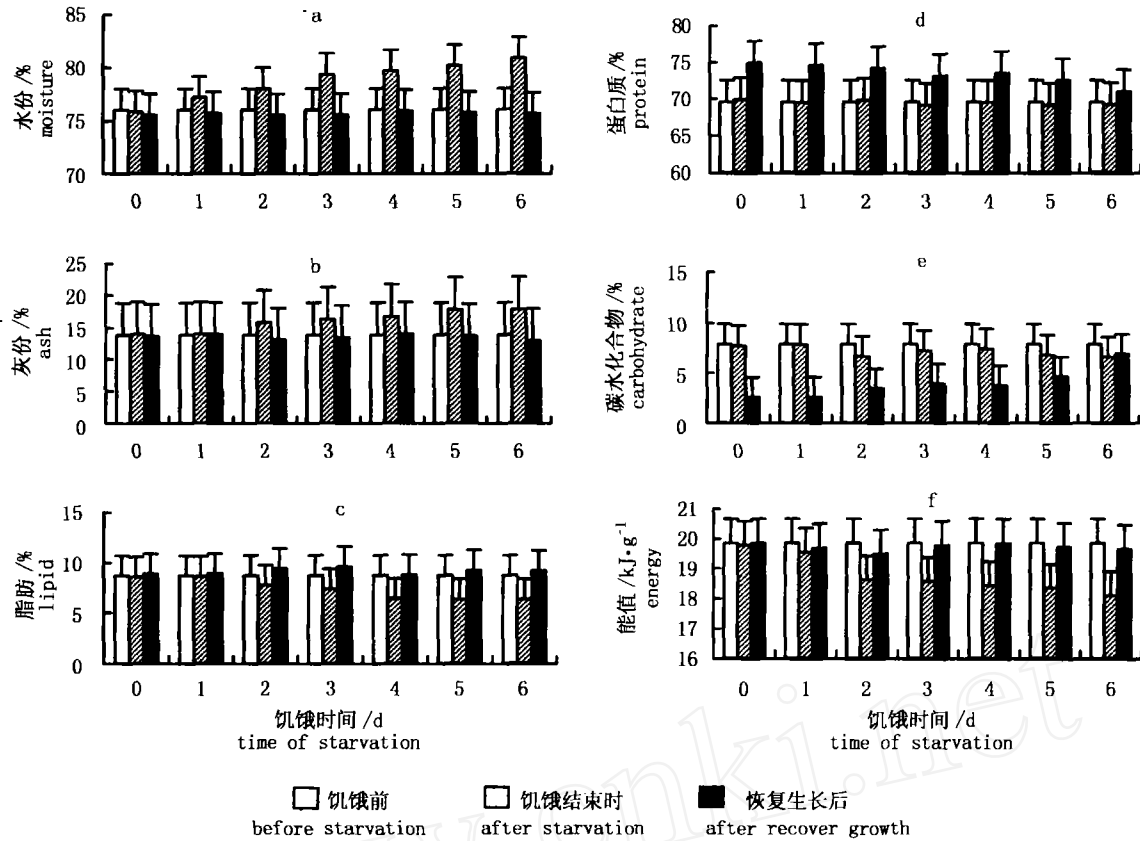 a
水份 /%
moisture
85
80
75
70
0 1 2 3 4 5 6
d
蛋白质 /%
protein
80
75
70
65
60
0 1 2 3 4 5 6
b
灰份 /%
ash
25
20
15
10
5
0
0 1 2 3 4 5 6
e
碳水化合物 /%
carbohydrate
15
10
5
0
0 1 2 3 4 5 6
c
脂肪 /%
lipid
15
10
5
0
0 1 2 3 4 5 6
饥饿时间 /d
time of starvation
f
能值 /kJ·g⁻¹
energy
21
20
19
18
17
16
0 1 2 3 4 5 6
饥饿时间 /d
time of starvation
饥饿前 饥饿结束时 恢复生长后
before starvation after starvation after recover growth